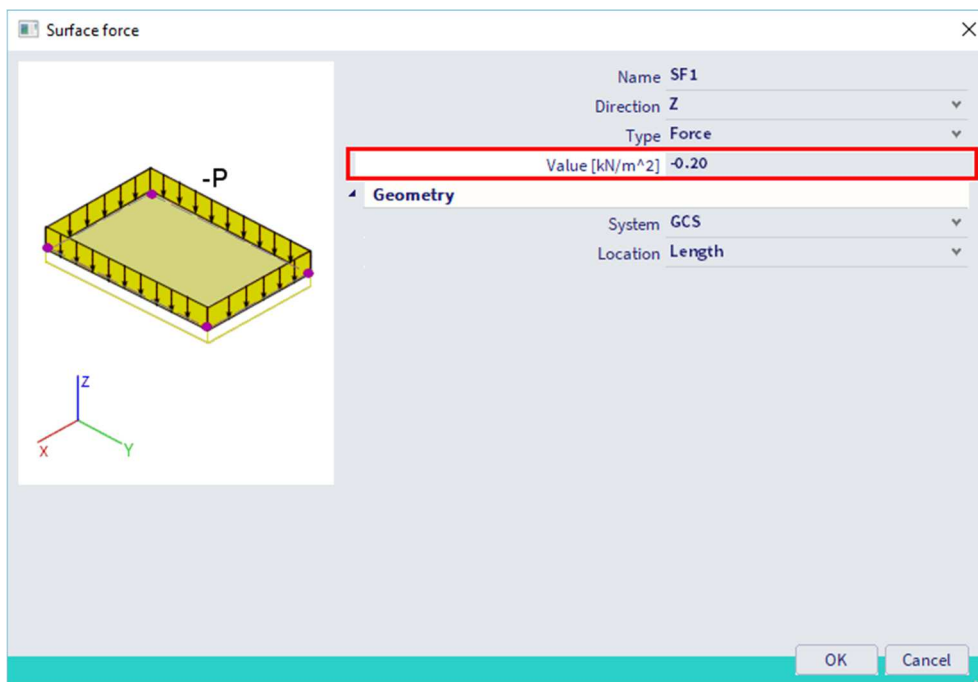 Surface force
Name SF1
Direction Z
Type Force
Value [kN/m^2] -0.20
Geometry
System GCS
Location Length
-P
Z
X
Y
OK Cancel